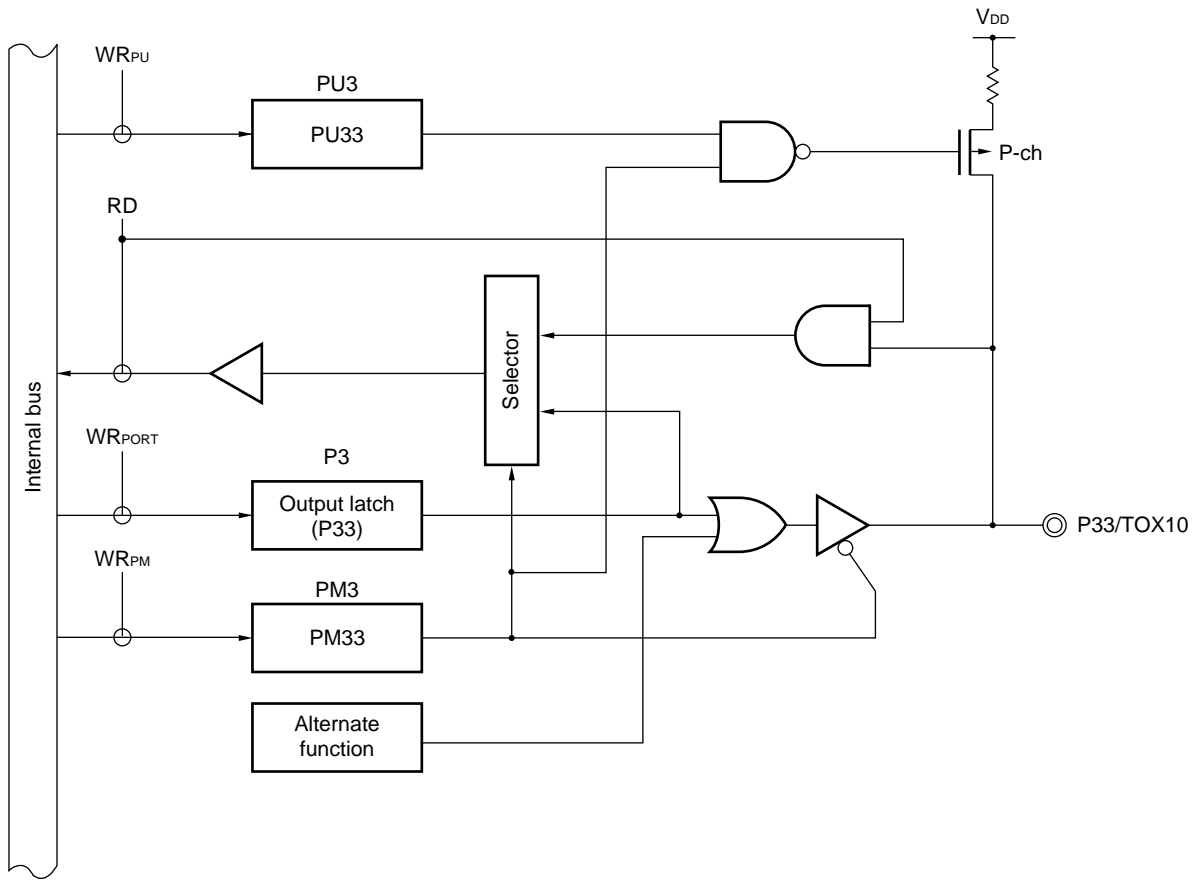 VDD
WRPU
PU3
PU33
P-ch
RD
Selector
Internal bus
WRPORT
P3
Output latch
(P33)
P33/TOX10
WRPM
PM3
PM33
Alternate
function